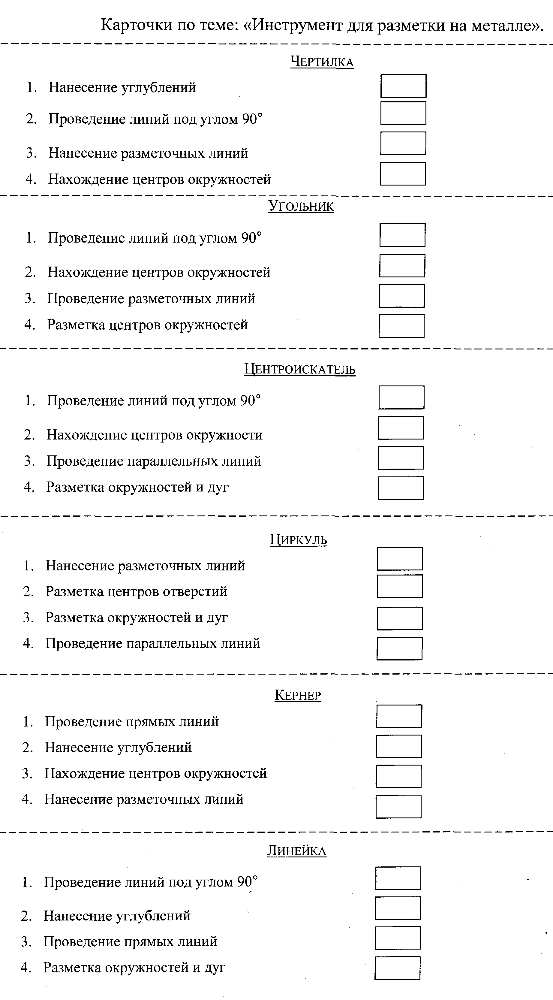 Карточки по теме: «Инструмент для разметки на металле».
Чертилка
1. Нанесение углублений
2. Проведение линий под углом 90°
3. Нанесение разметочных линий
4. Нахождение центров окружностей
Угольник
1. Проведение линий под углом 90°
2. Нахождение центров окружностей
3. Проведение разметочных линий
4. Разметка центров окружностей
Центроискатель
1. Проведение линий под углом 90°
2. Нахождение центров окружности
3. Проведение параллельных линий
4. Разметка окружностей и дуг
Циркуль
1. Нанесение разметочных линий
2. Разметка центров отверстий
3. Разметка окружностей и дуг
4. Проведение параллельных линий
Кернер
1. Проведение прямых линий
2. Нанесение углублений
3. Нахождение центров окружностей
4. Нанесение разметочных линий
Линейка
1. Проведение линий под углом 90°
2. Нанесение углублений
3. Проведение прямых линий
4. Разметка окружностей и дуг